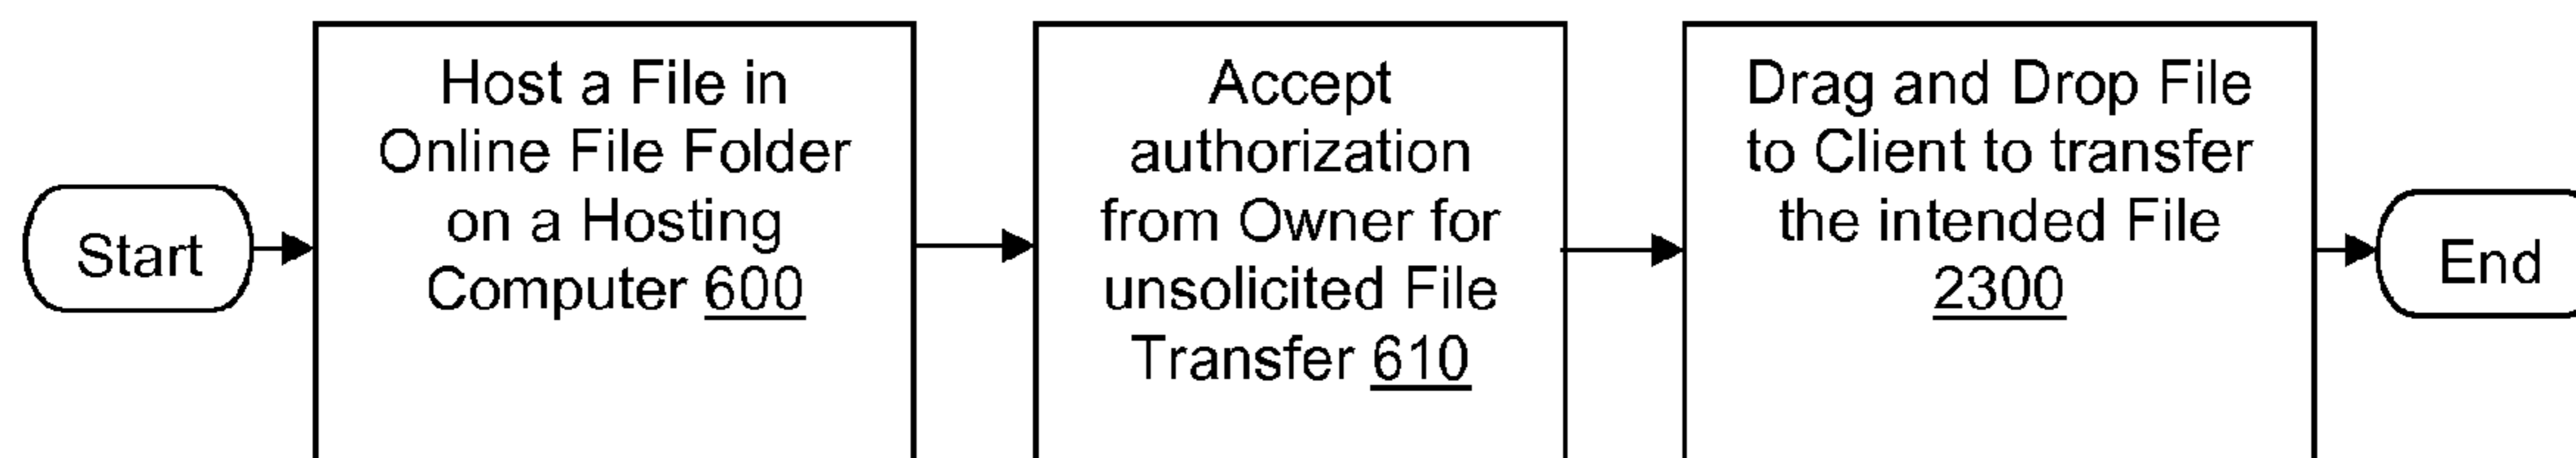 Start
Host a File in
Online File Folder
on a Hosting
Computer 600
Accept
authorization
from Owner for
unsolicited File
Transfer 610
Drag and Drop File
to Client to transfer
the intended File
2300
End